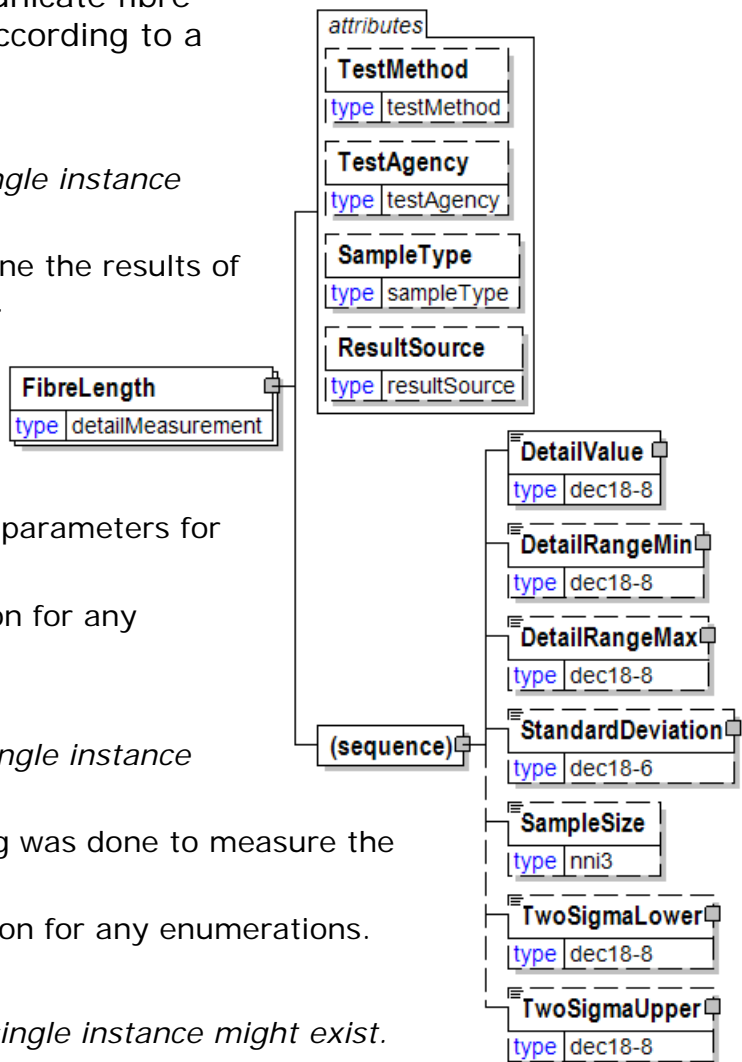 unicate fibre
ccording to a
ngle instance
ne the results of
.
parameters for
on for any
ngle instance
g was done to measure the
on for any enumerations.
single instance might exist.
FibreLength
type detailMeasurement
attributes
TestMethod
type testMethod
TestAgency
type testAgency
SampleType
type sampleType
ResultSource
type resultSource
(sequence)
DetailValue
type dec18-8
DetailRangeMin
type dec18-8
DetailRangeMax
type dec18-8
StandardDeviation
type dec18-6
SampleSize
type nni3
TwoSigmaLower
type dec18-8
TwoSigmaUpper
type dec18-8